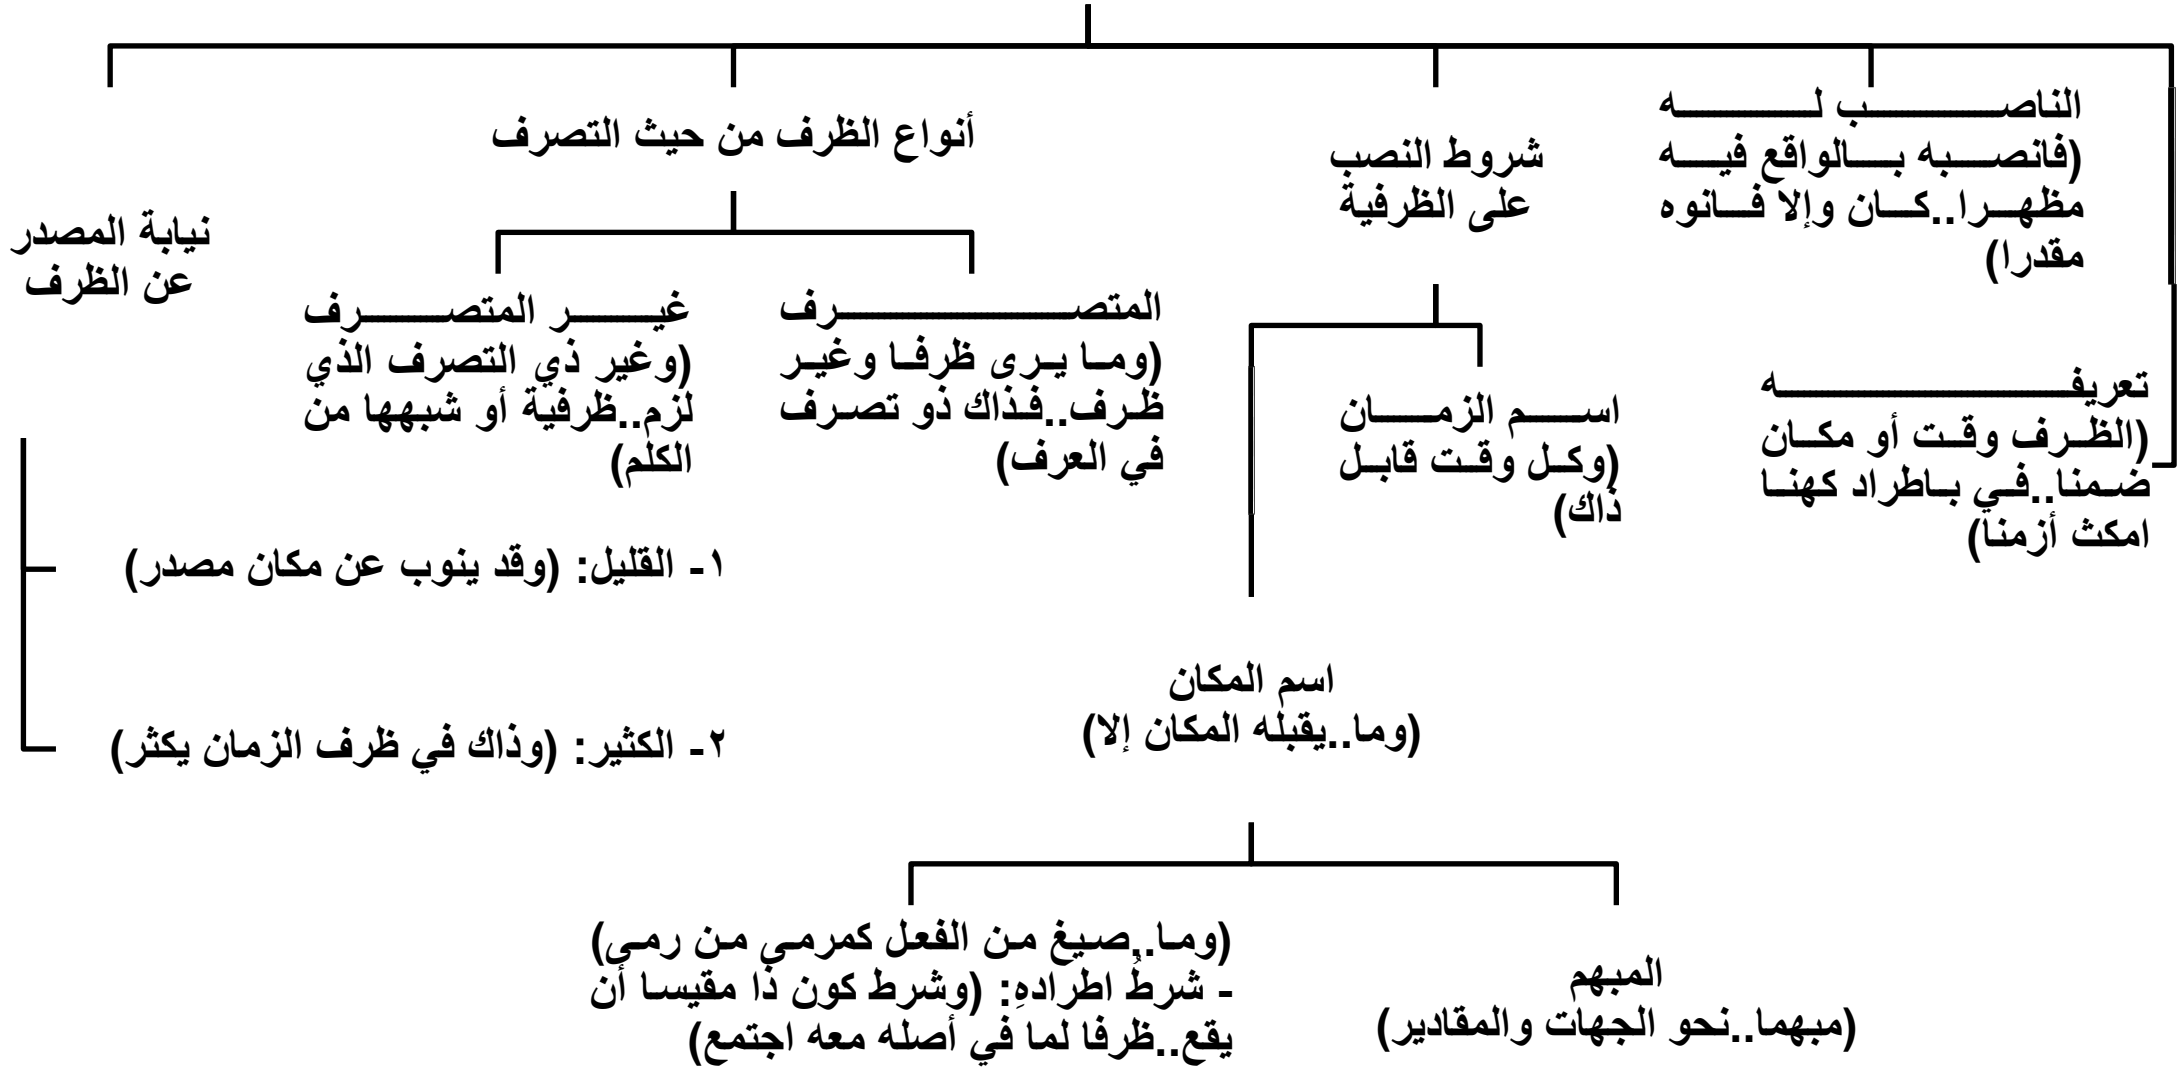 تعريفه
(الظرف وقت أو مكان
ضمنا..في باطراد كهنا
امكث أزمنا)
الناصب له
(فانصبه بالواقع فيه
مظهرا..كان وإلا فانوه
مقدرا)
شروط النصب
على الظرفية
اسم الزمان
(وكل وقت قابل
ذاك)
اسم المكان
(وما..يقبله المكان إلا)
المبهم
(مبهما..نحو الجهات والمقادير)
(وما..صيغ من الفعل كمرمى من رمى)
- شرطُ اطرادهِ: (وشرط كون ذا مقيسا أن
يقع..ظرفا لما في أصله معه اجتمع)
أنواع الظرف من حيث التصرف
المتصرف
(وما يرى ظرفا وغير
ظرف..فذاك ذو تصرف
في العرف)
غير المتصرف
(وغير ذي التصرف الذي
لزم..ظرفية أو شبهها من
الكلم)
نيابة المصدر
عن الظرف
١- القليل: (وقد ينوب عن مكان مصدر)
٢- الكثير: (وذاك في ظرف الزمان يكثر)